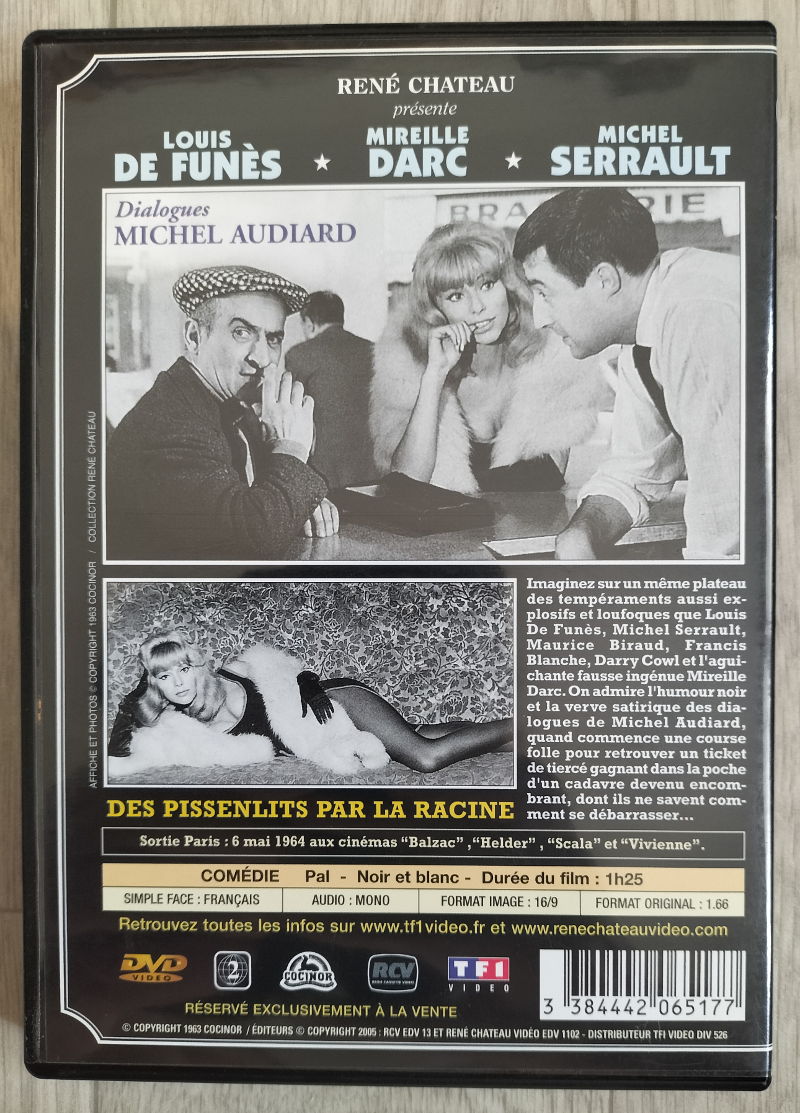 RENÉ CHATEAU
présente
LOUIS
DE FUNÈS
★
MIREILLE
DARC
★
MICHEL
SERRAULT
Dialogues
MICHEL AUDIARD
BRA RIE
AFFICHE ET PHOTOS © COPYRIGHT 1963 COCINOR / COLLECTION RENÉ CHATEAU
Imaginez sur un même plateau
des tempéraments aussi ex-
plosifs et loufoques que Louis
De Funès, Michel Serrault,
Maurice Biraud, Francis
Blanche, Darry Cowl et l'agui-
chante fausse ingénue Mireille
Darc. On admire l'humour noir
et la verve satirique des dia-
logues de Michel Audiard,
quand commence une course
folle pour retrouver un ticket
de tiercé gagnant dans la poche
d'un cadavre devenu encom-
brant, dont ils ne savent com-
ment se débarrasser...
DES PISSENLITS PAR LA RACINE
Sortie Paris : 6 mai 1964 aux cinémas "Balzac" ,"Helder" , "Scala" et "Vivienne".
COMÉDIE Pal - Noir et blanc - Durée du film : 1h25
SIMPLE FACE : FRANÇAIS AUDIO : MONO FORMAT IMAGE : 16/9 FORMAT ORIGINAL : 1.66
Retrouvez toutes les infos sur www.tf1video.fr et www.renechateauvideo.com
DVD
VIDEO
2
COCINOR
RCV
TF1
VIDEO
3 384442 065177
RÉSERVÉ EXCLUSIVEMENT À LA VENTE
© COPYRIGHT 1963 COCINOR / ÉDITEURS © COPYRIGHT 2005 : RCV EDV 13 ET RENÉ CHATEAU VIDÉO EDV 1102 - DISTRIBUTEUR TF1 VIDEO DIV 526